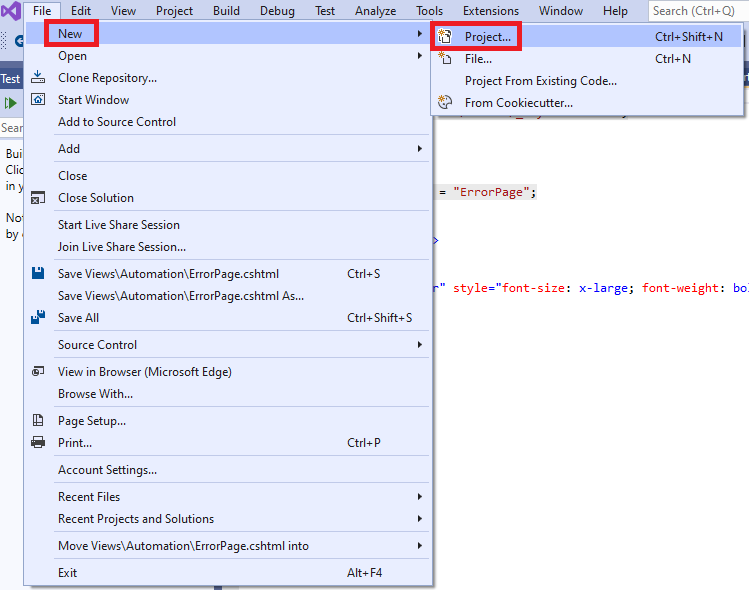 File Edit View Project Build Debug Test Analyze Tools Extensions Window Help Search (Ctrl+Q)
New
Open
Clone Repository...
Start Window
Add to Source Control
Add
Close
Close Solution
Start Live Share Session
Join Live Share Session...
Save Views\Automation\ErrorPage.cshtml Ctrl+S
Save Views\Automation\ErrorPage.cshtml As...
Save All Ctrl+Shift+S
Source Control
View in Browser (Microsoft Edge)
Browse With...
Page Setup...
Print... Ctrl+P
Account Settings...
Recent Files
Recent Projects and Solutions
Move Views\Automation\ErrorPage.cshtml into
Exit Alt+F4
Project... Ctrl+Shift+N
File... Ctrl+N
Project From Existing Code...
From Cookiecutter...
Test
Sear
Bui
Clic
in y
Not
by
= "ErrorPage";
>
r" style="font-size: x-large; font-weight: bol